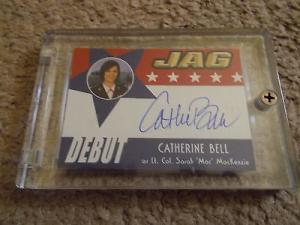 JAG
Catherine Bell
DEBUT
CATHERINE BELL
as Lt. Col. Sarah "Mac" MacKenzie